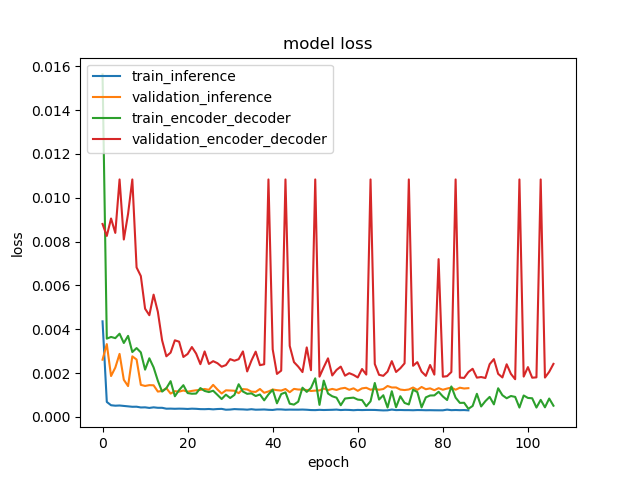 model loss
0.016
0.014
0.012
0.010
0.008
0.006
0.004
0.002
0.000
loss
train_inference
validation_inference
train_encoder_decoder
validation_encoder_decoder
0 20 40 60 80 100
epoch